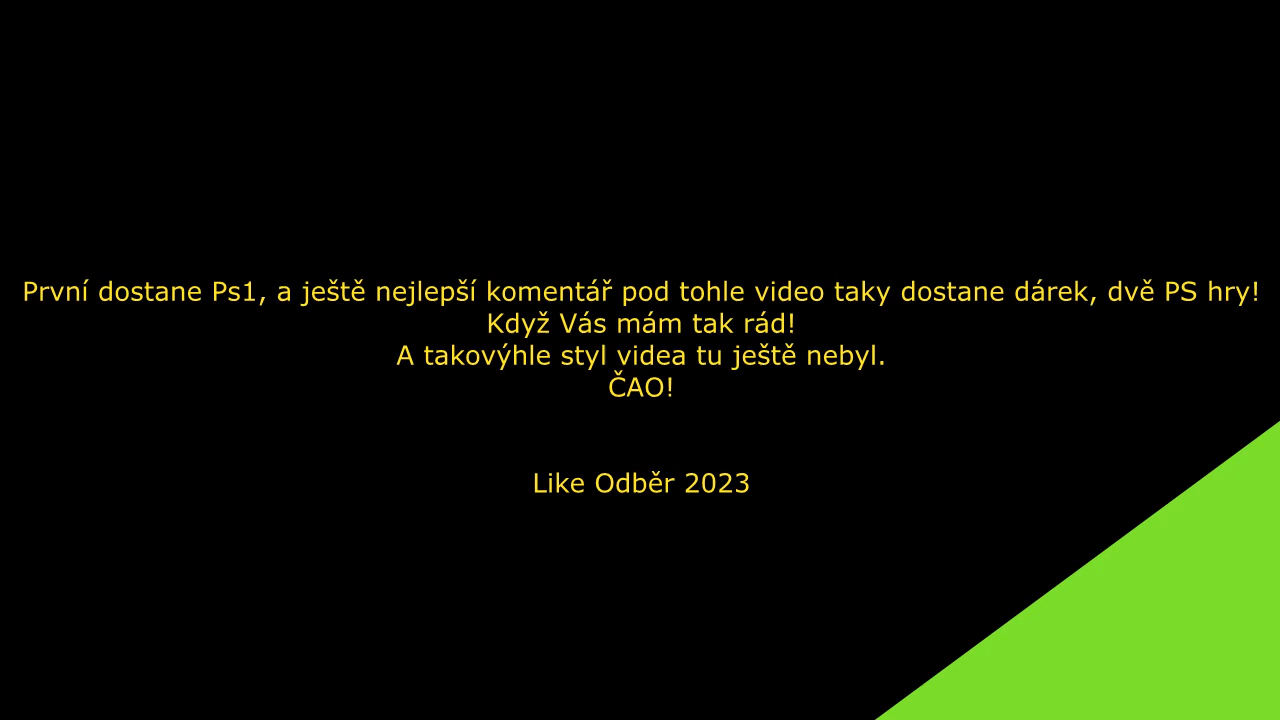 První dostane Ps1, a ještě nejlepší komentář pod tohle video taky dostane dárek, dvě PS hry!
Když Vás mám tak rád!
A takovýhle styl videa tu ještě nebyl.
ČAO!
Like Odběr 2023